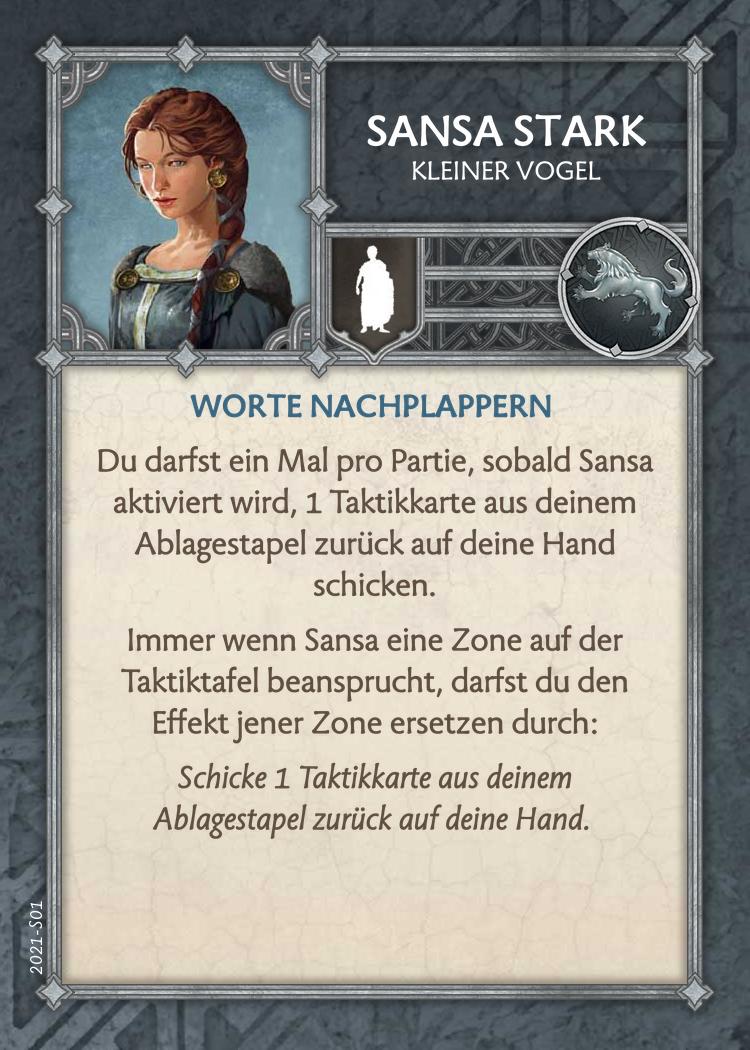 SANSA STARK
KLEINER VOGEL
WORTE NACHPLAPPERN
Du darfst ein Mal pro Partie, sobald Sansa
aktiviert wird, 1 Taktikkarte aus deinem
Ablagestapel zurück auf deine Hand
schicken.
Immer wenn Sansa eine Zone auf der
Taktiktafel beansprucht, darfst du den
Effekt jener Zone ersetzen durch:
Schicke 1 Taktikkarte aus deinem
Ablagestapel zurück auf deine Hand.
2021-S01